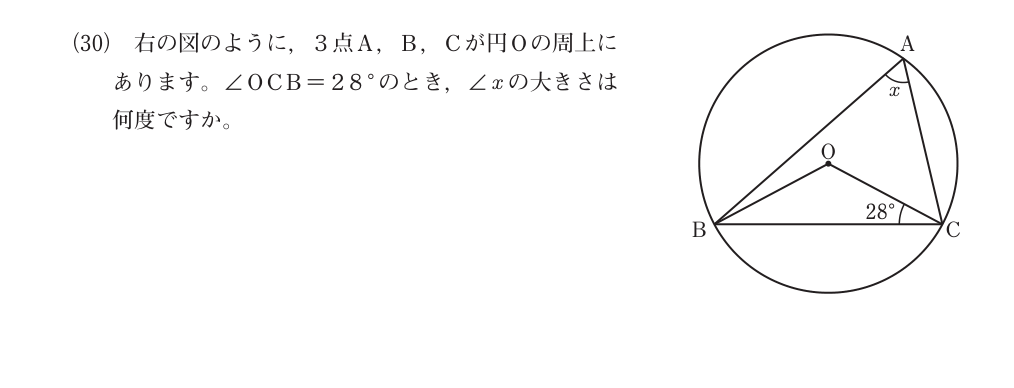 (30) 右の図のように，３点Ａ，Ｂ，Ｃが円Ｏの周上に
あります。∠ＯＣＢ＝２８°のとき，∠xの大きさは
何度ですか。
A
x
O
28°
B
C